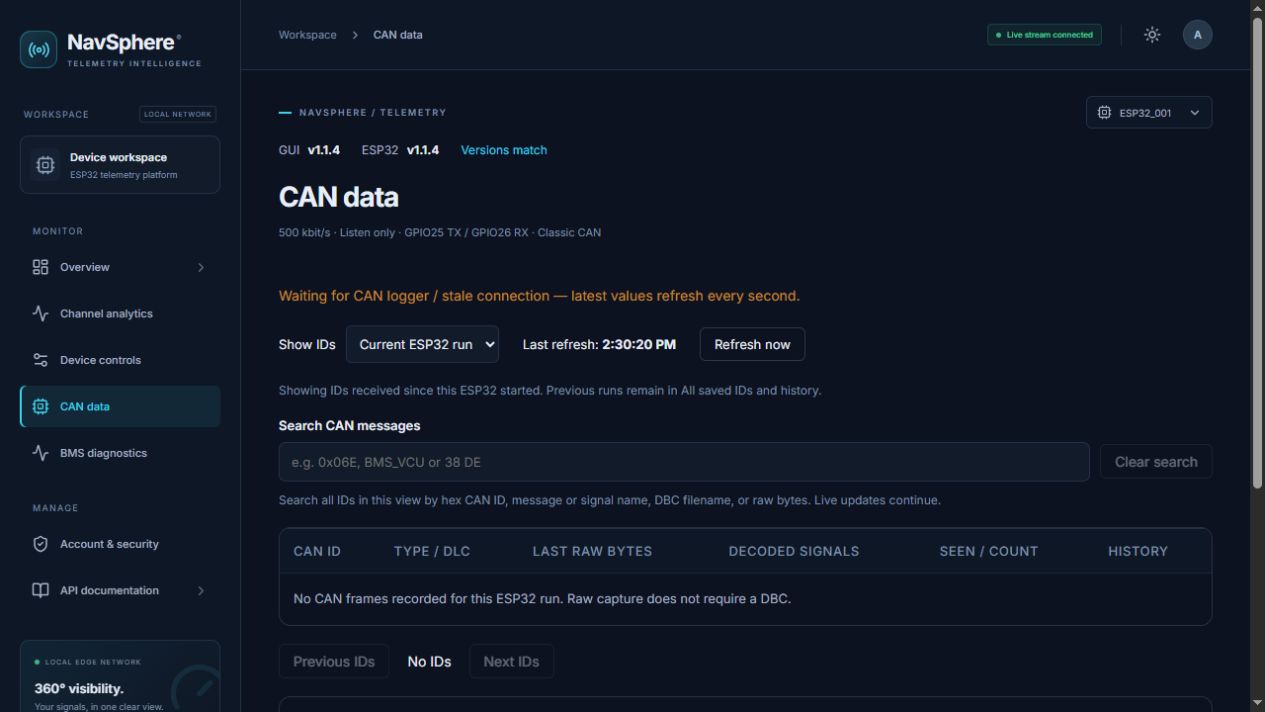 NavSphere
TELEMETRY INTELLIGENCE
WORKSPACE
LOCAL NETWORK
Device workspace
ESP32 telemetry platform
MONITOR
Overview
Channel analytics
Device controls
CAN data
BMS diagnostics
MANAGE
Account & security
API documentation
LOCAL EDGE NETWORK
360° visibility.
Your signals, in one clear view.
Workspace > CAN data
Live stream connected
A
NAVSPHERE / TELEMETRY
ESP32_001
GUI v1.1.4 ESP32 v1.1.4 Versions match
CAN data
500 kbit/s · Listen only · GPIO25 TX / GPIO26 RX · Classic CAN
Waiting for CAN logger / stale connection — latest values refresh every second.
Show IDs Current ESP32 run Last refresh: 2:30:20 PM Refresh now
Showing IDs received since this ESP32 started. Previous runs remain in All saved IDs and history.
Search CAN messages
e.g. 0x06E, BMS_VCU or 38 DE Clear search
Search all IDs in this view by hex CAN ID, message or signal name, DBC filename, or raw bytes. Live updates continue.
CAN ID TYPE / DLC LAST RAW BYTES DECODED SIGNALS SEEN / COUNT HISTORY
No CAN frames recorded for this ESP32 run. Raw capture does not require a DBC.
Previous IDs No IDs Next IDs